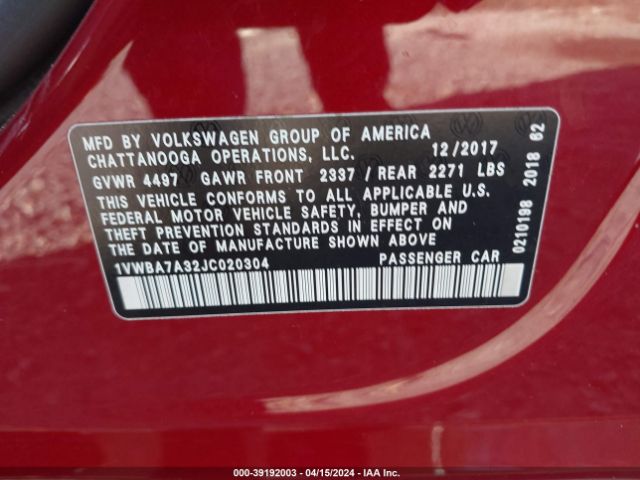 MFD BY VOLKSWAGEN GROUP OF AMERICA
CHATTANOOGA OPERATIONS, LLC. 12/2017
GVWR 4497 GAWR FRONT 2337 / REAR 2271 LBS
THIS VEHICLE CONFORMS TO ALL APPLICABLE U.S.
FEDERAL MOTOR VEHICLE SAFETY, BUMPER AND
THEFT PREVENTION STANDARDS IN EFFECT ON
THE DATE OF MANUFACTURE SHOWN ABOVE
1VWBA7A32JC020304 PASSENGER CAR
0210198 2018 62
000-39192003 - 04/15/2024 - IAA Inc.